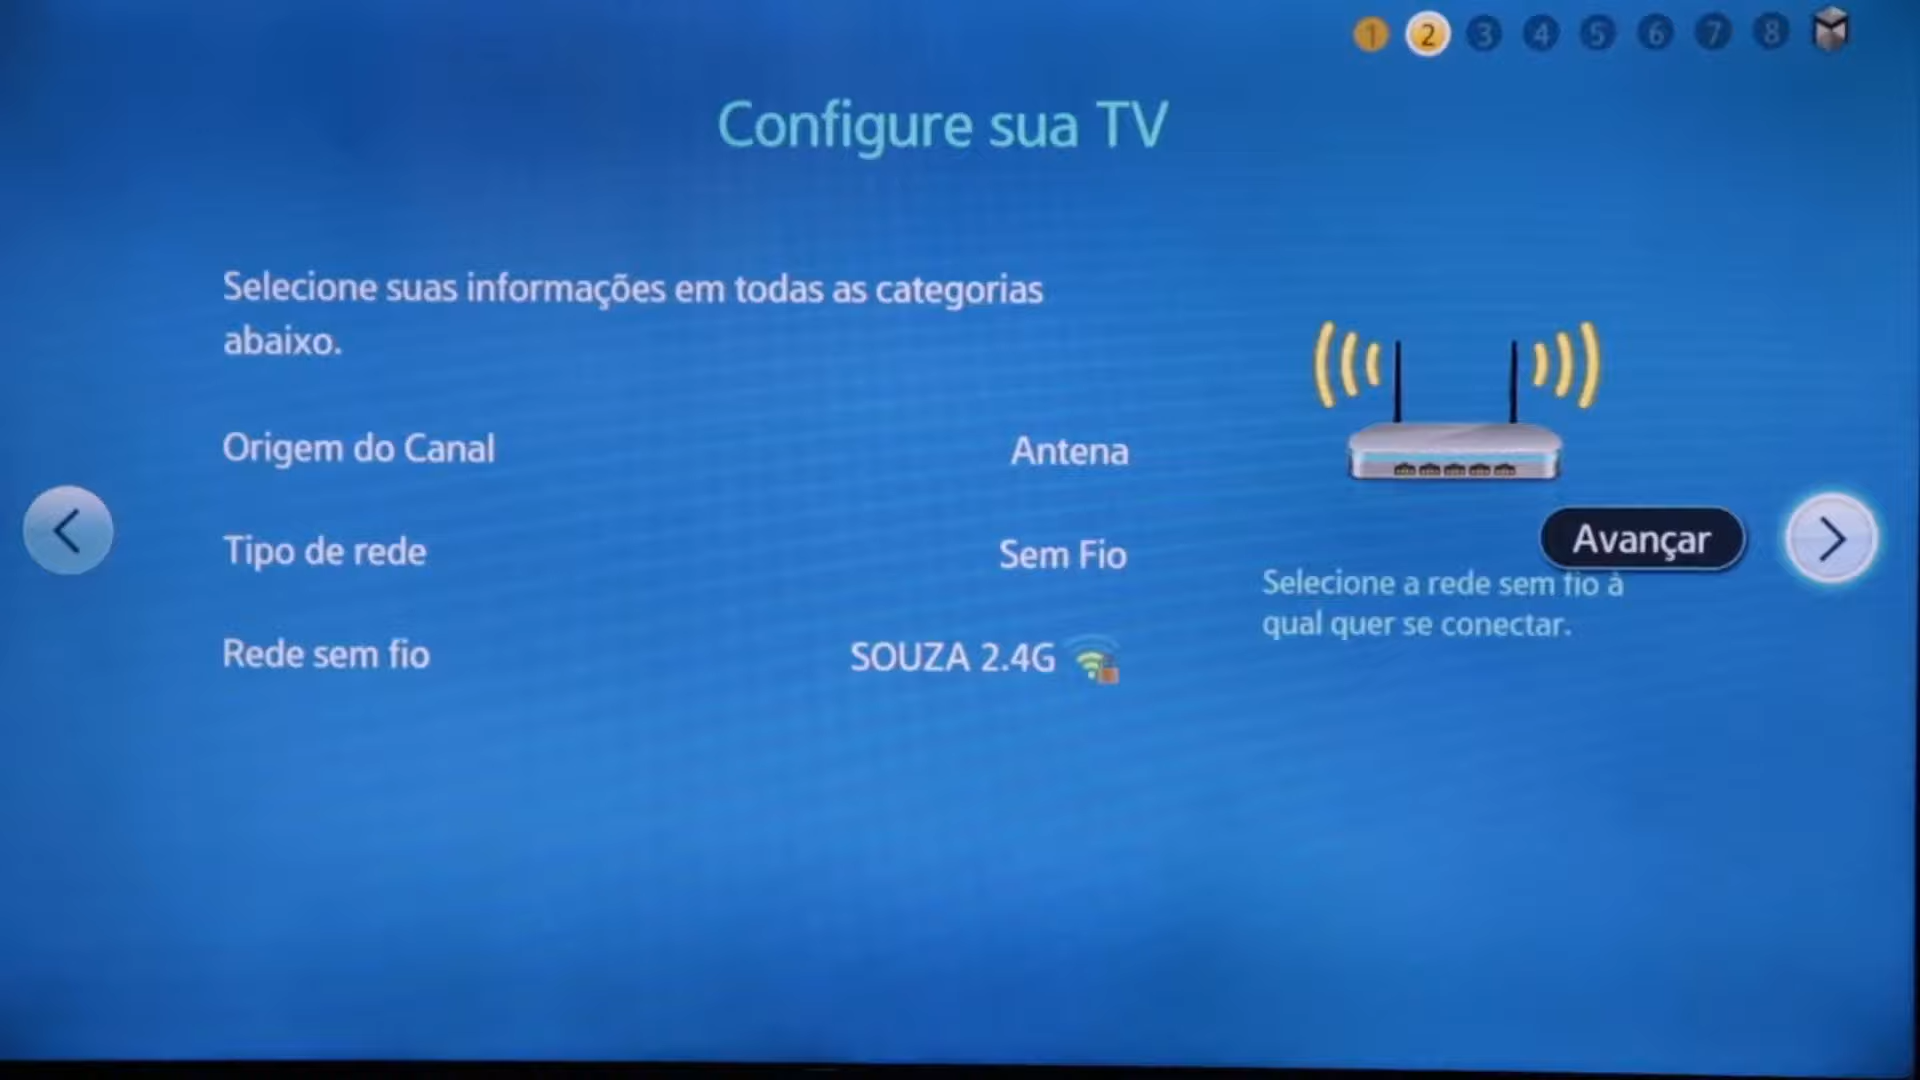 1 2 3 4 5 6 7 8
Configure sua TV
Selecione suas informações em todas as categorias
abaixo.
Origem do Canal Antena
Tipo de rede Sem Fio
Rede sem fio SOUZA 2.4G
Avançar
Selecione a rede sem fio à
qual quer se conectar.